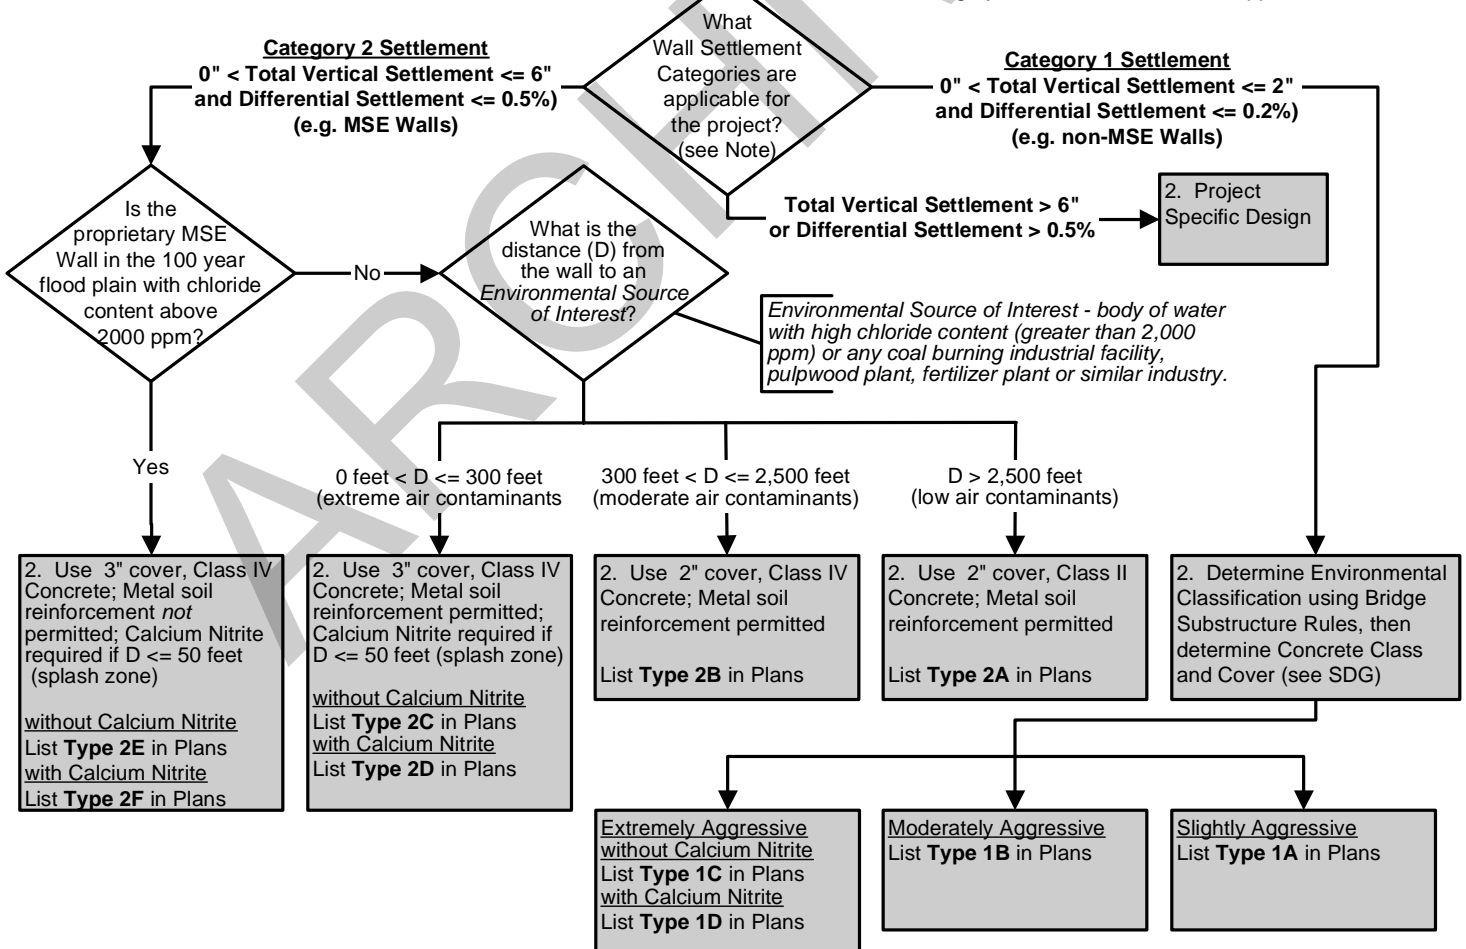 What
Wall Settlement
Categories are
applicable for
the project?
(see Note)
Category 2 Settlement
0" < Total Vertical Settlement <= 6"
and Differential Settlement <= 0.5%)
(e.g. MSE Walls)
Category 1 Settlement
0" < Total Vertical Settlement <= 2"
and Differential Settlement <= 0.2%)
(e.g. non-MSE Walls)
Total Vertical Settlement > 6"
or Differential Settlement > 0.5%
2. Project
Specific Design
Is the
proprietary MSE
Wall in the 100 year
flood plain with chloride
content above
2000 ppm?
No
What is the
distance (D) from
the wall to an
Environmental Source
of Interest?
Environmental Source of Interest - body of water
with high chloride content (greater than 2,000
ppm) or any coal burning industrial facility,
pulpwood plant, fertilizer plant or similar industry.
Yes
0 feet < D <= 300 feet
(extreme air contaminants
300 feet < D <= 2,500 feet
(moderate air contaminants)
D > 2,500 feet
(low air contaminants)
2. Use 3" cover, Class IV
Concrete; Metal soil
reinforcement not
permitted; Calcium Nitrite
required if D <= 50 feet
(splash zone)
without Calcium Nitrite
List Type 2E in Plans
with Calcium Nitrite
List Type 2F in Plans
2. Use 3" cover, Class IV
Concrete; Metal soil
reinforcement permitted;
Calcium Nitrite required if
D <= 50 feet (splash zone)
without Calcium Nitrite
List Type 2C in Plans
with Calcium Nitrite
List Type 2D in Plans
2. Use 2" cover, Class IV
Concrete; Metal soil
reinforcement permitted
List Type 2B in Plans
2. Use 2" cover, Class II
Concrete; Metal soil
reinforcement permitted
List Type 2A in Plans
2. Determine Environmental
Classification using Bridge
Substructure Rules, then
determine Concrete Class
and Cover (see SDG)
Extremely Aggressive
without Calcium Nitrite
List Type 1C in Plans
with Calcium Nitrite
List Type 1D in Plans
Moderately Aggressive
List Type 1B in Plans
Slightly Aggressive
List Type 1A in Plans
ARCHI